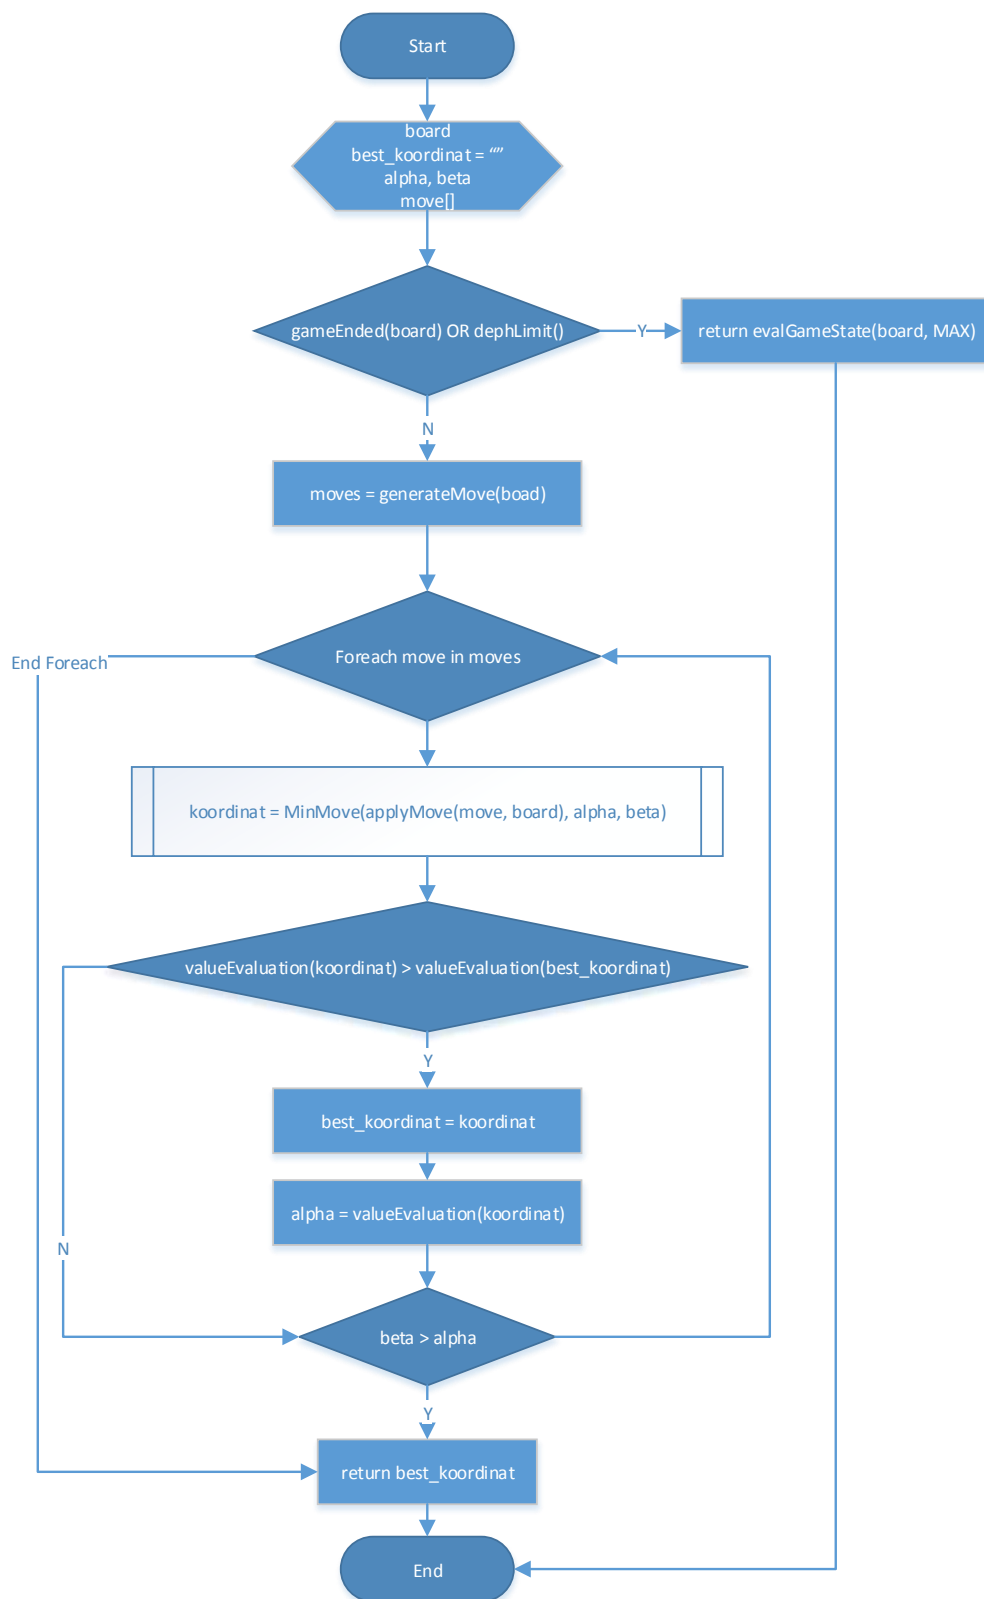 Start
board
best_koordinat = “”
alpha, beta
move[]
gameEnded(board) OR dephLimit()
Y
return evalGameState(board, MAX)
N
moves = generateMove(boad)
Foreach move in moves
End Foreach
koordinat = MinMove(applyMove(move, board), alpha, beta)
valueEvaluation(koordinat) > valueEvaluation(best_koordinat)
Y
best_koordinat = koordinat
alpha = valueEvaluation(koordinat)
N
beta > alpha
Y
return best_koordinat
End